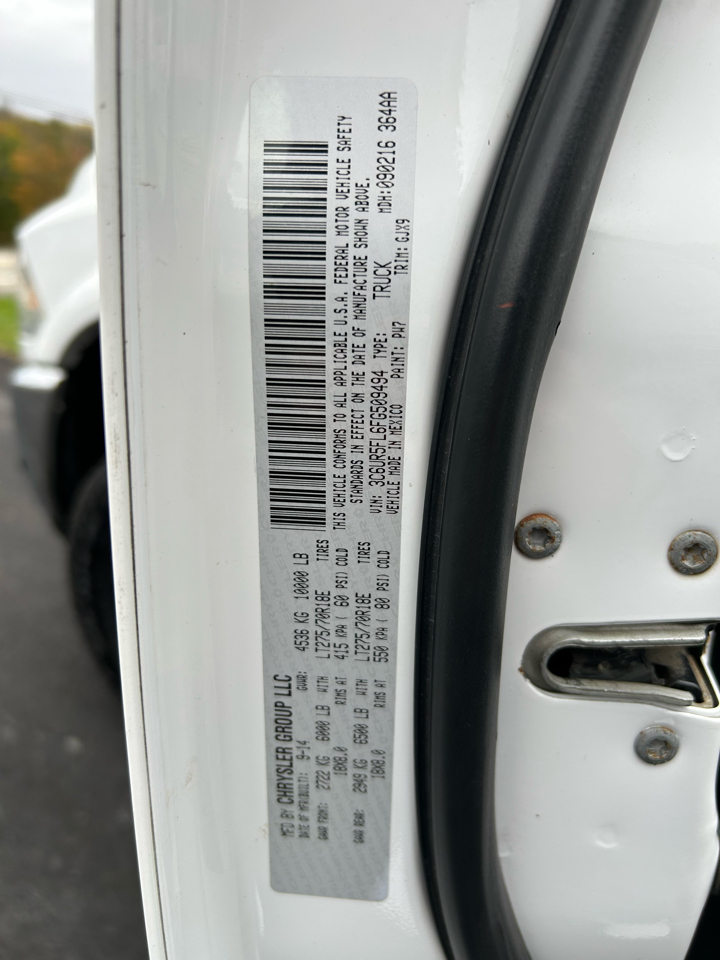 MFD BY CHRYSLER GROUP LLC
DATE OF MFR(BUILT): 9-14 GVWR: 4536 KG 10000 LB
GAWR FRONT: 2722 KG 6000 LB WITH LT275/70R18E TIRES
18X8.0 RIMS AT 415 KPA ( 60 PSI) COLD
GAWR REAR: 2949 KG 6500 LB WITH LT275/70R18E TIRES
18X8.0 RIMS AT 550 KPA ( 80 PSI) COLD
THIS VEHICLE CONFORMS TO ALL APPLICABLE U.S.A. FEDERAL MOTOR VEHICLE SAFETY
STANDARDS IN EFFECT ON THE DATE OF MANUFACTURE SHOWN ABOVE.
VIN: 3C6UR5FL6FG509494 TYPE: TRUCK MDH:090216 364AA
VEHICLE MADE IN MEXICO PAINT: PW7 TRIM: GJX9